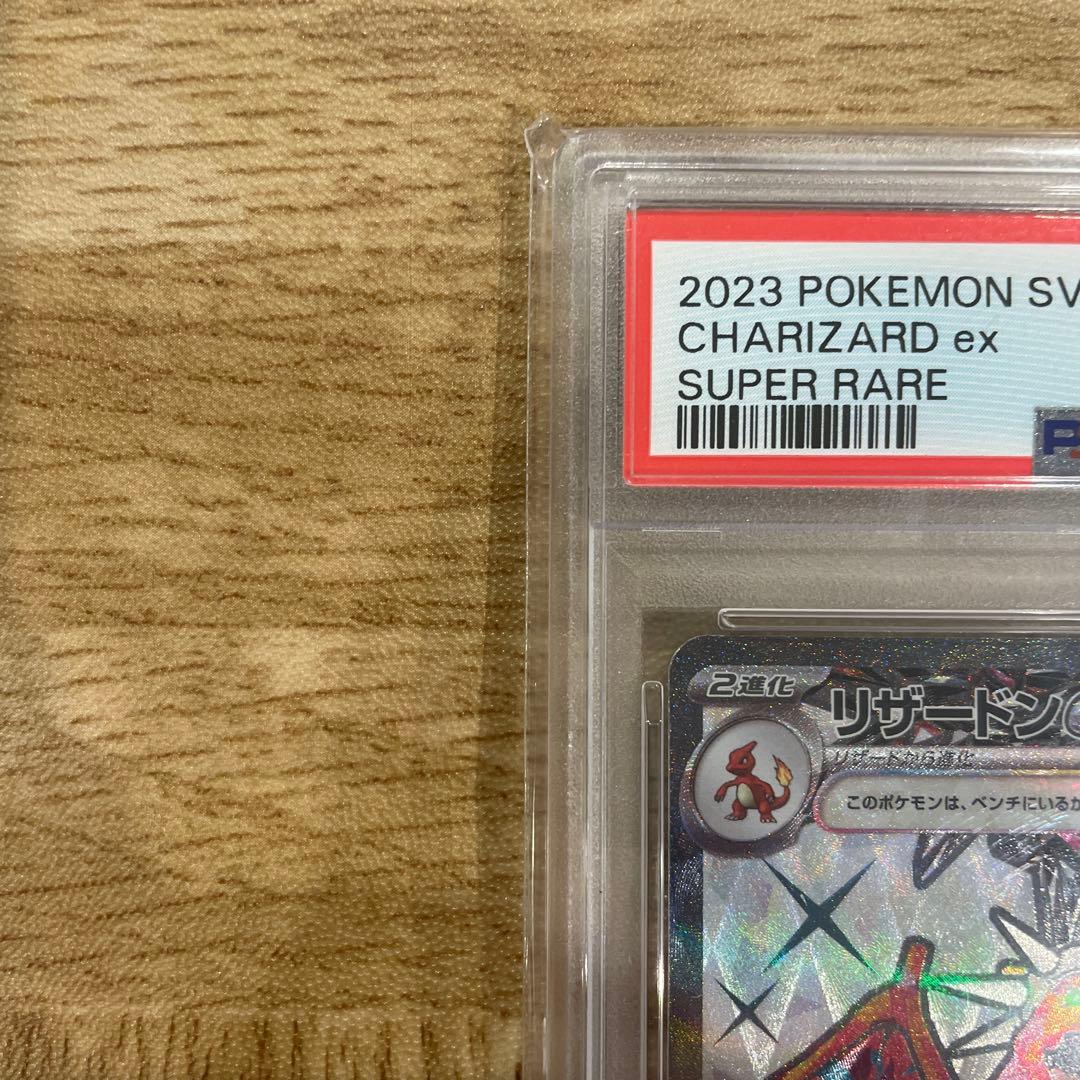 2023 POKEMON SV
CHARIZARD ex
SUPER RARE
2進化
リザードン
リザードから進化
このポケモンは、ベンチにいるか